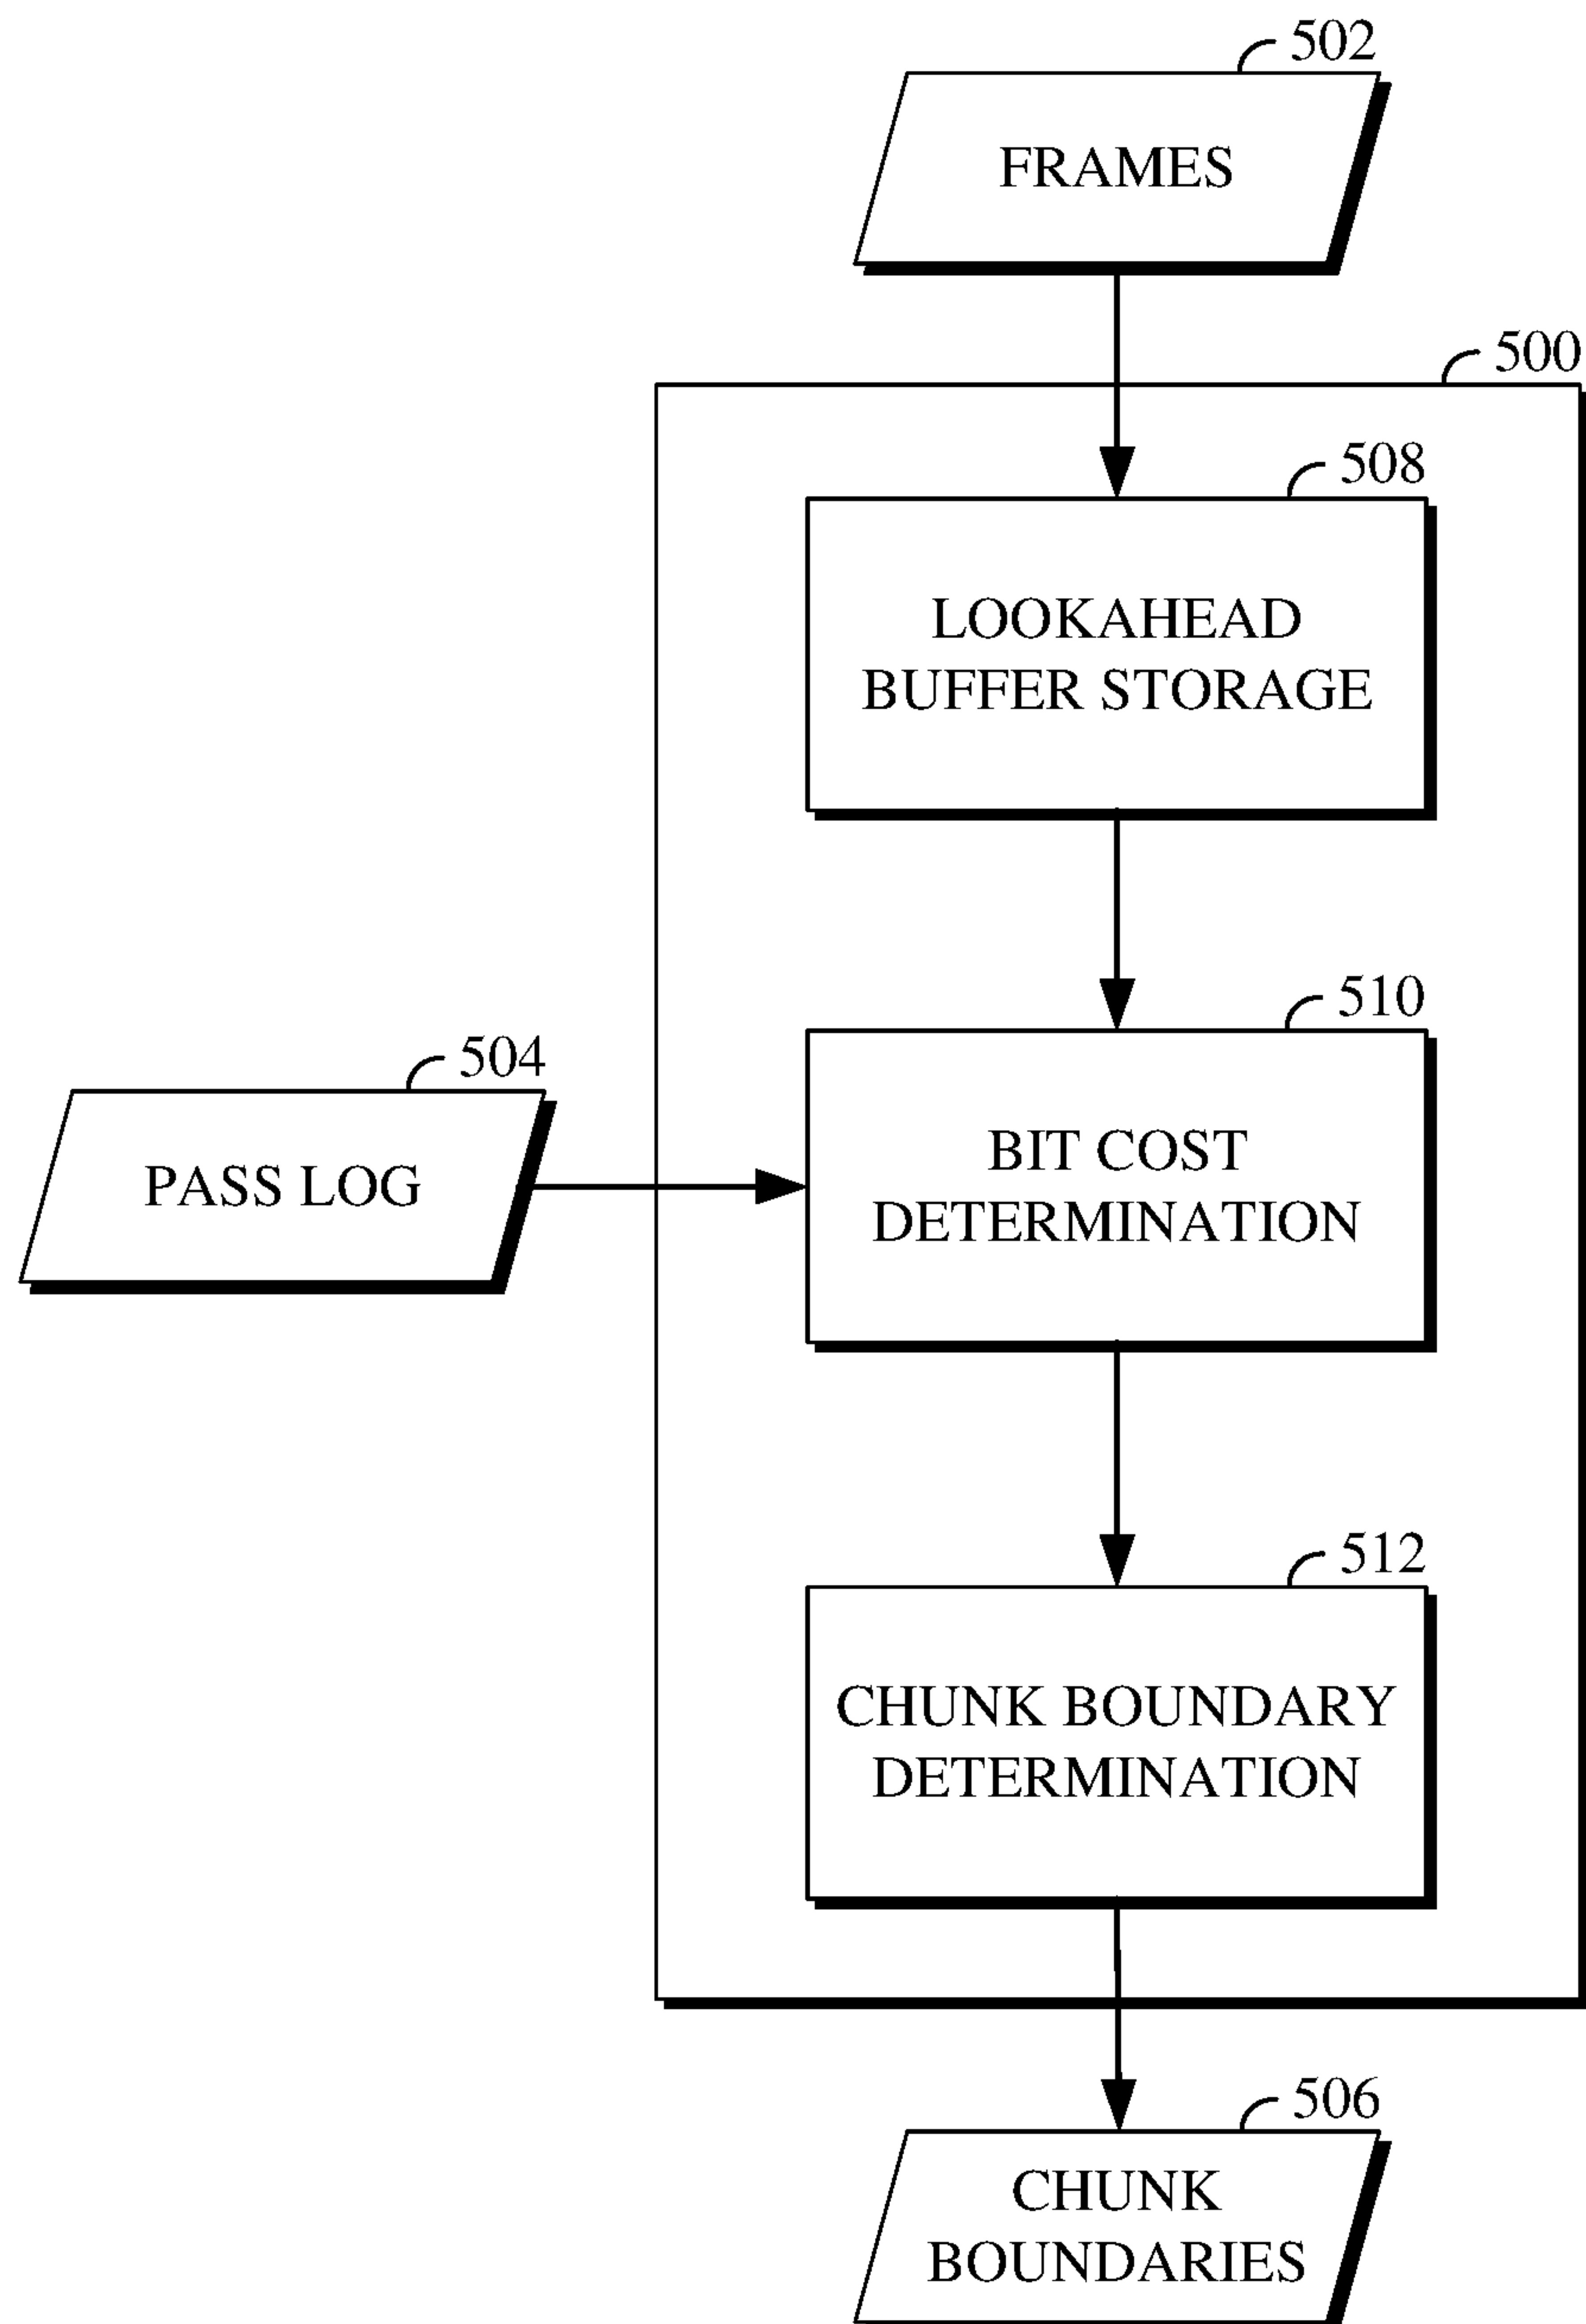 502
FRAMES
500
508
LOOKAHEAD
BUFFER STORAGE
510
504
BIT COST
DETERMINATION
PASS LOG
512
CHUNK BOUNDARY
DETERMINATION
506
CHUNK
BOUNDARIES